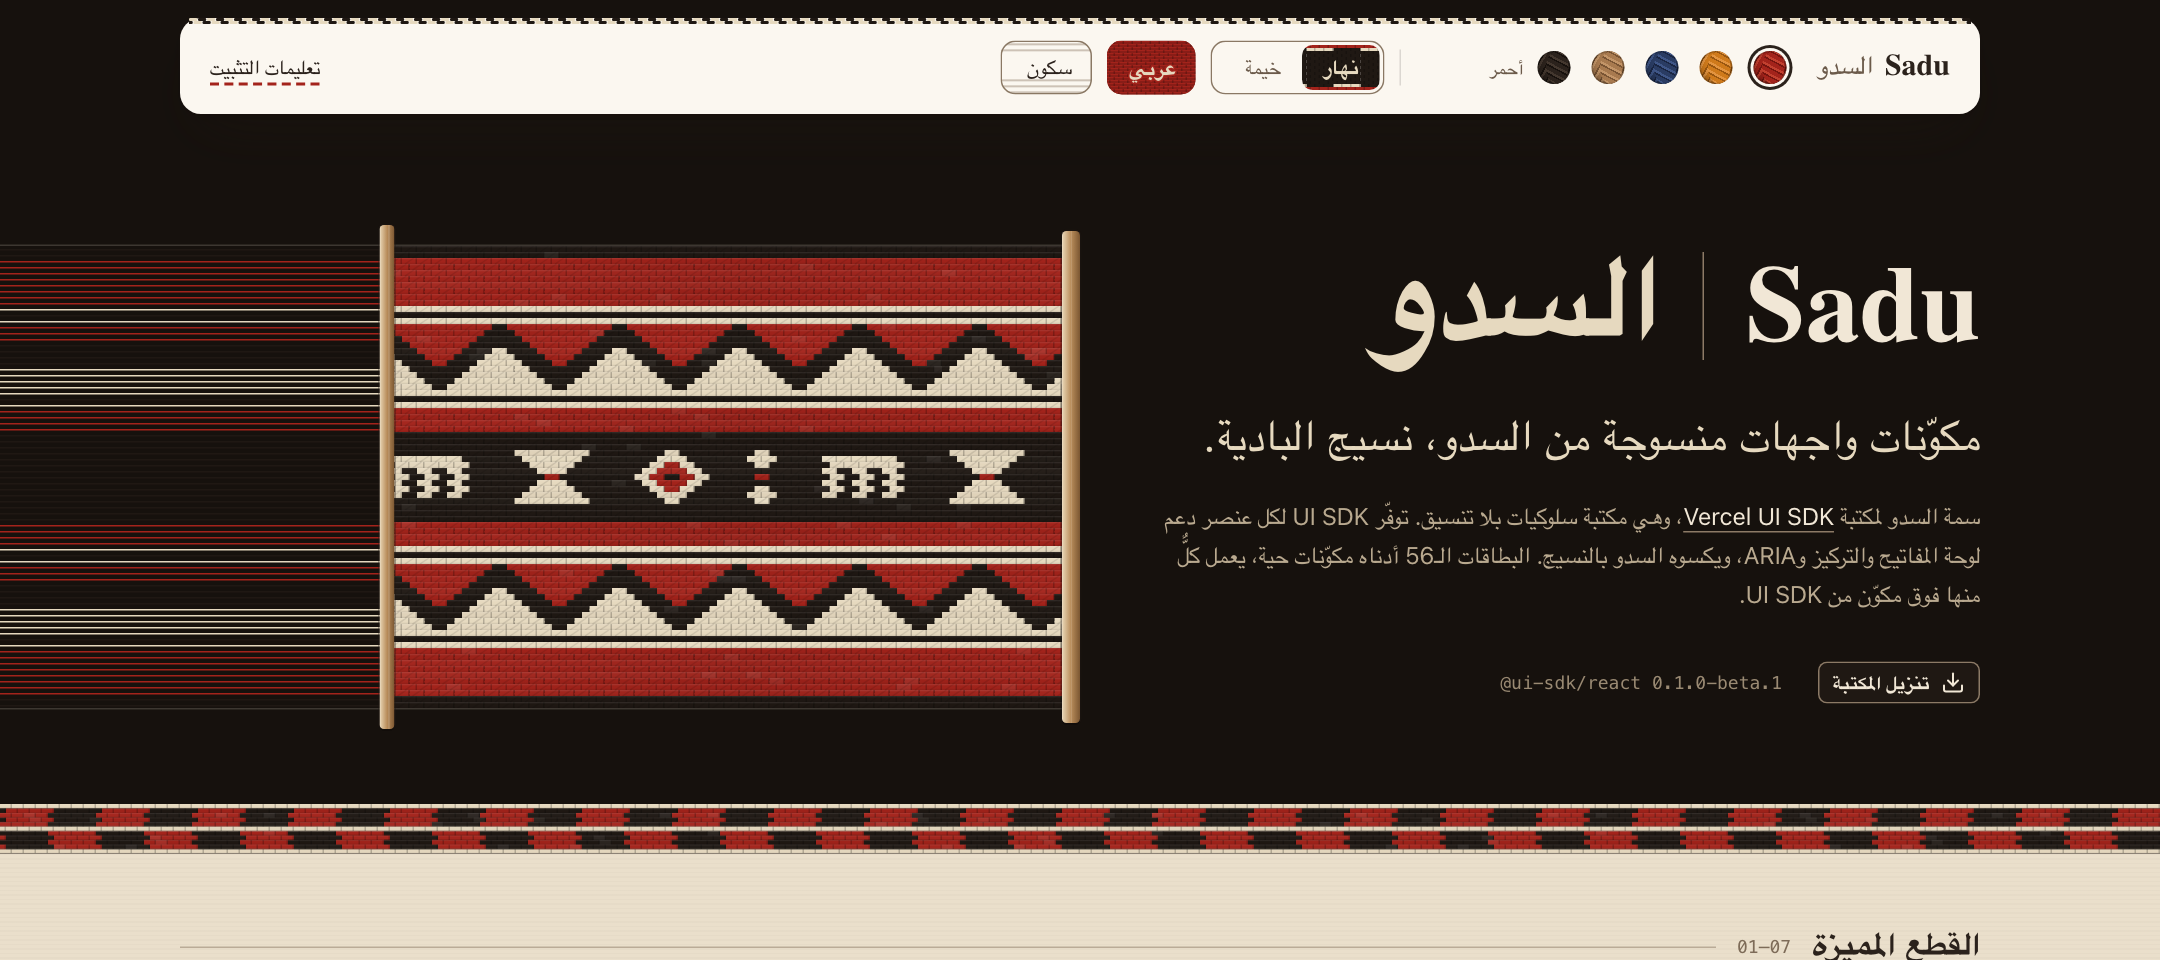 Sadu السدو
أحمر
نهار
خيمة
عربي
سكون
تعليمات التثبيت
Sadu السدو
مكوّنات واجهات منسوجة من السدو، نسيج البادية.
سمة السدو لمكتبة Vercel UI SDK، وهي مكتبة سلوكيات بلا تنسيق. توفّر UI SDK لكل عنصر دعم
لوحة المفاتيح والتركيز وARIA، ويكسوه السدو بالنسيج. البطاقات الـ56 أدناه مكوّنات حية، يعمل كلٌّ
منها فوق مكوّن من UI SDK.
تنزيل المكتبة
@ui-sdk/react 0.1.0-beta.1
القطع المميزة 01–07